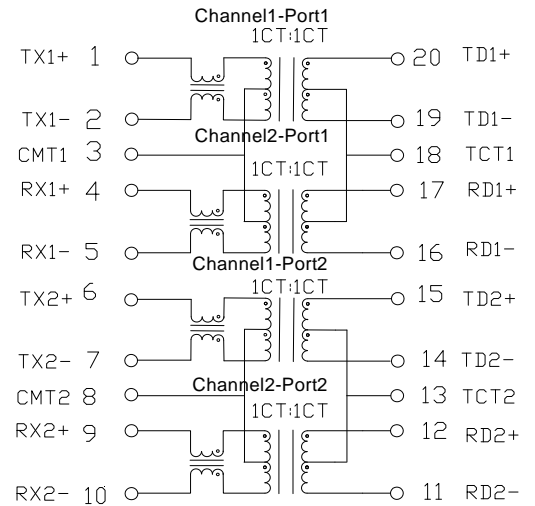 Channel1-Port1
1CT:1CT
TX1+ 1 20 TD1+
TX1- 2 19 TD1-
Channel2-Port1
CMT1 3 18 TCT1
1CT:1CT
RX1+ 4 17 RD1+
RX1- 5 16 RD1-
Channel1-Port2
1CT:1CT
TX2+ 6 15 TD2+
TX2- 7 14 TD2-
Channel2-Port2
CMT2 8 13 TCT2
1CT:1CT
RX2+ 9 12 RD2+
RX2- 10 11 RD2-